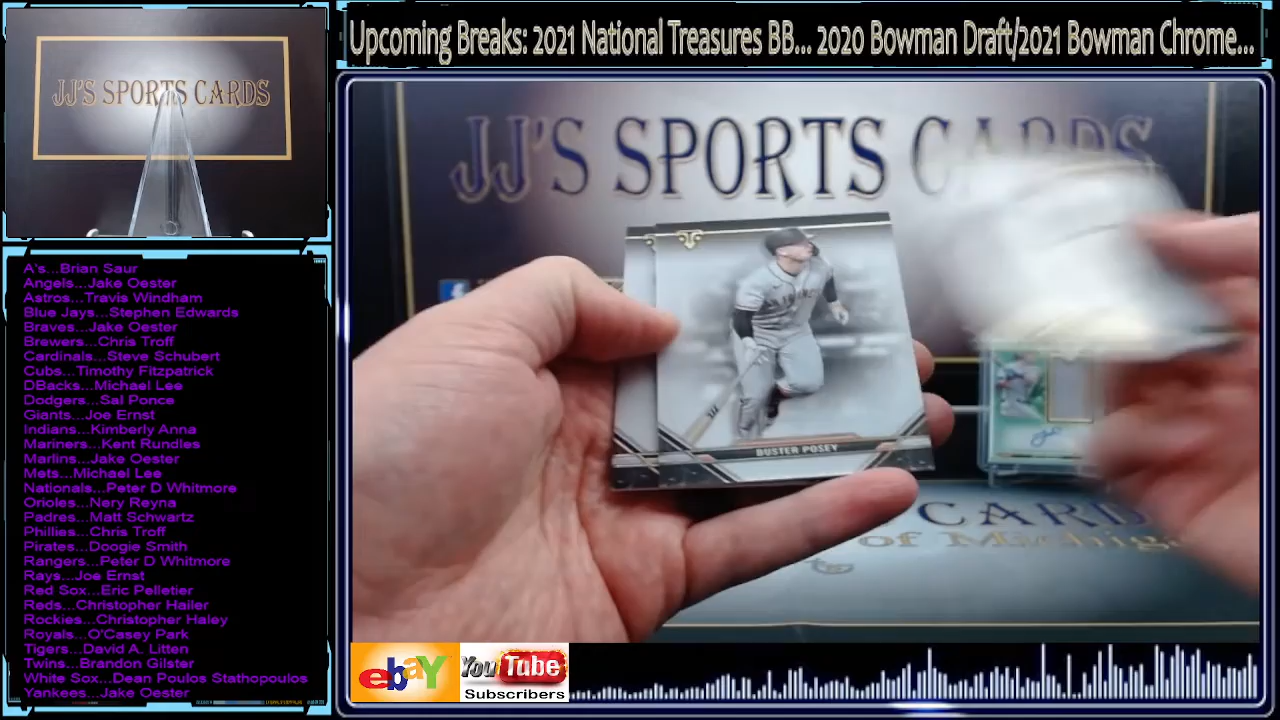 Upcoming Breaks: 2021 National Treasures BB... 2020 Bowman Draft/2021 Bowman Chrome...
JJ'S SPORTS CARDS
JJ'S SPORTS CARDS
A's...Brian Saur
Angels...Jake Oester
Astros...Travis Windham
Blue Jays...Stephen Edwards
Braves...Jake Oester
Brewers...Chris Troff
Cardinals...Steve Schubert
Cubs...Timothy Fitzpatrick
DBacks...Michael Lee
Dodgers...Sal Ponce
Giants...Joe Ernst
Indians...Kimberly Anna
Mariners...Kent Rundles
Marlins...Jake Oester
Mets...Michael Lee
Nationals...Peter D Whitmore
Orioles...Nery Reyna
Padres...Matt Schwartz
Phillies...Chris Troff
Pirates...Doogie Smith
Rangers...Peter D Whitmore
Rays...Joe Ernst
Red Sox...Eric Pelletier
Reds...Christopher Hailer
Rockies...Christopher Haley
Royals...O'Casey Park
Tigers...David A. Litten
Twins...Brandon Gilster
White Sox...Dean Poulos Stathopoulos
Yankees...Jake Oester
BUSTER POSEY
CARD
of Michiga
ebaY
YouTube
Subscribers